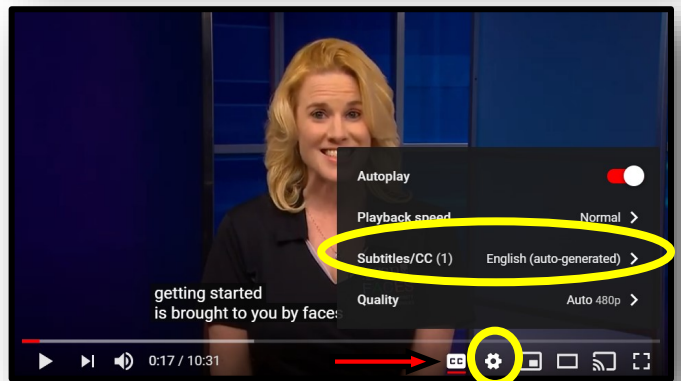 Autoplay
Playback speed Normal
Subtitles/CC (1) English (auto-generated)
Quality Auto 480p
getting started
is brought to you by faces
0:17 / 10:31
CC